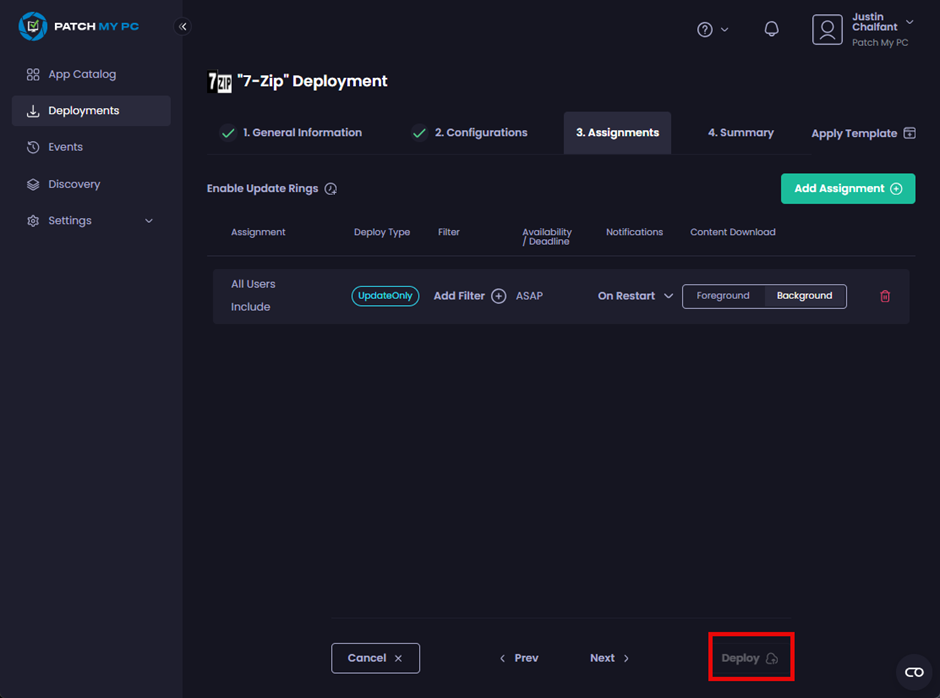 PATCH MY PC
Justin
Chalfant
Patch My PC
App Catalog
Deployments
Events
Discovery
Settings
7ZIP "7-Zip" Deployment
1. General Information
2. Configurations
3. Assignments
4. Summary
Apply Template
Enable Update Rings
Add Assignment
Assignment
Deploy Type
Filter
Availability
/ Deadline
Notifications
Content Download
All Users
Include
UpdateOnly
Add Filter
ASAP
On Restart
Foreground
Background
Cancel
Prev
Next
Deploy